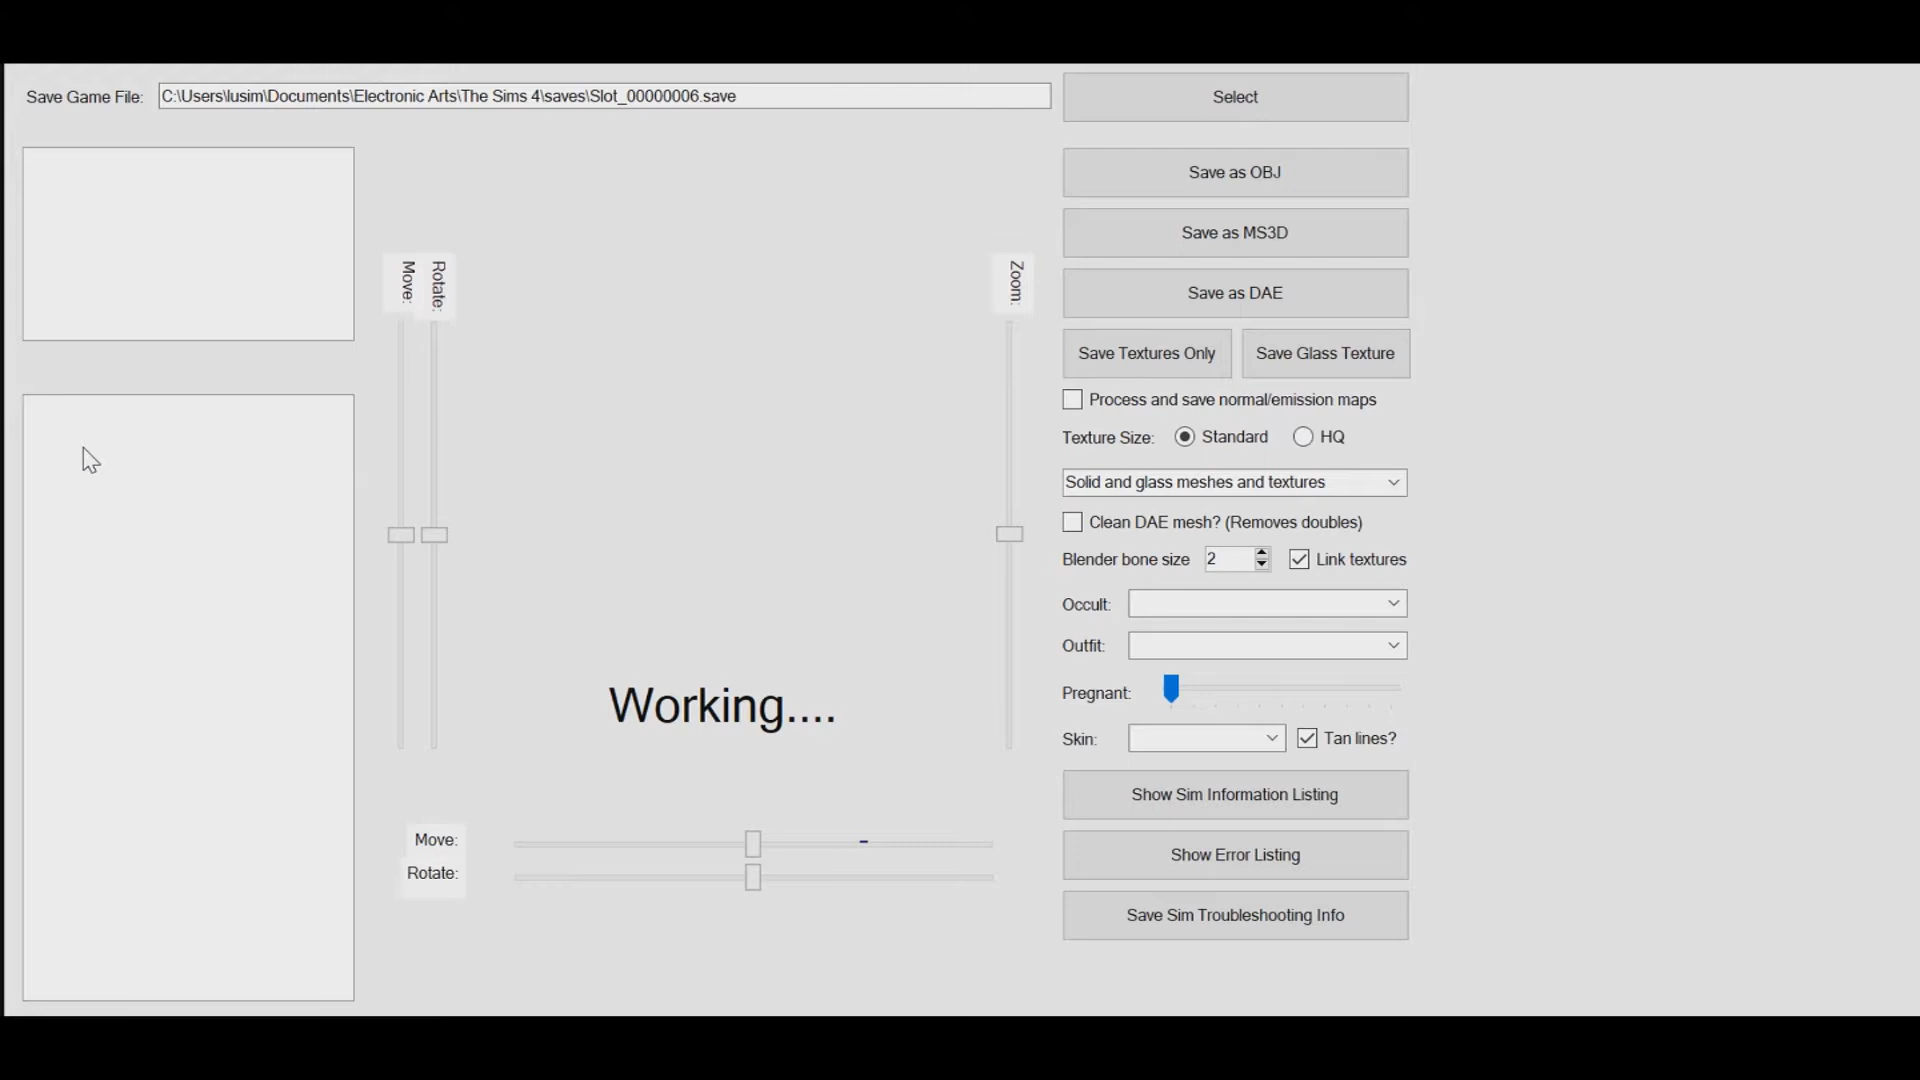 Save Game File: C:\Users\lusim\Documents\Electronic Arts\The Sims 4\saves\Slot_00000006.save
Select
Save as OBJ
Save as MS3D
Save as DAE
Save Textures Only Save Glass Texture
Process and save normal/emission maps
Texture Size: Standard HQ
Solid and glass meshes and textures
Clean DAE mesh? (Removes doubles)
Blender bone size 2 Link textures
Occult:
Outfit:
Pregnant:
Skin: Tan lines?
Show Sim Information Listing
Show Error Listing
Save Sim Troubleshooting Info
Move:
Rotate:
Zoom:
Working....
Move:
Rotate: